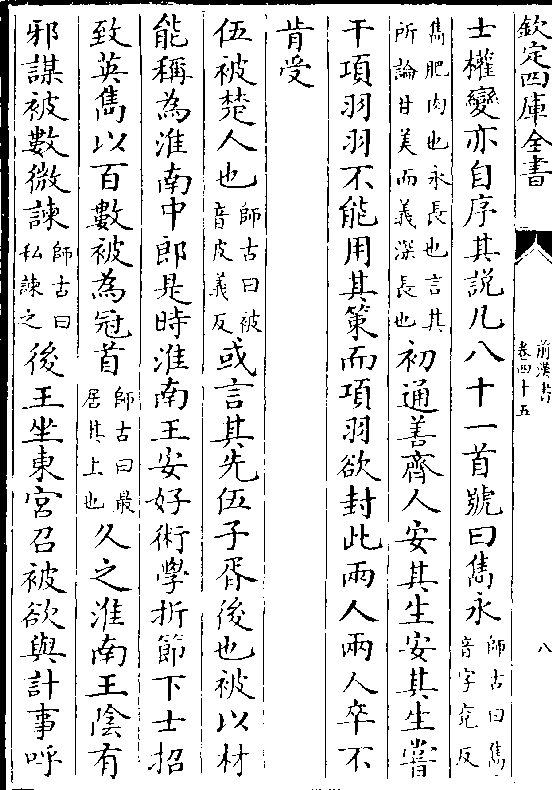 欽定四庫全書
前漢書
卷四十五
八
士權變亦自序其説凡八十一首號曰雋永師古曰雋音字兖反
雋肥肉也永長也言其所論甘美而義深長也初通善齊人安其生安其生嘗
干項羽羽不能用其策而項羽欲封此兩人兩人卒不
肯受
伍被楚人也師古曰被音皮義反或言其先伍子胥後也被以材
能稱為淮南中郎是時淮南王安好術學折節下士招
致英雋以百數被為冠首師古曰最居其上也久之淮南王陰有
邪謀被數微諫師古曰私諫之後王坐東宮召被欲與計事呼